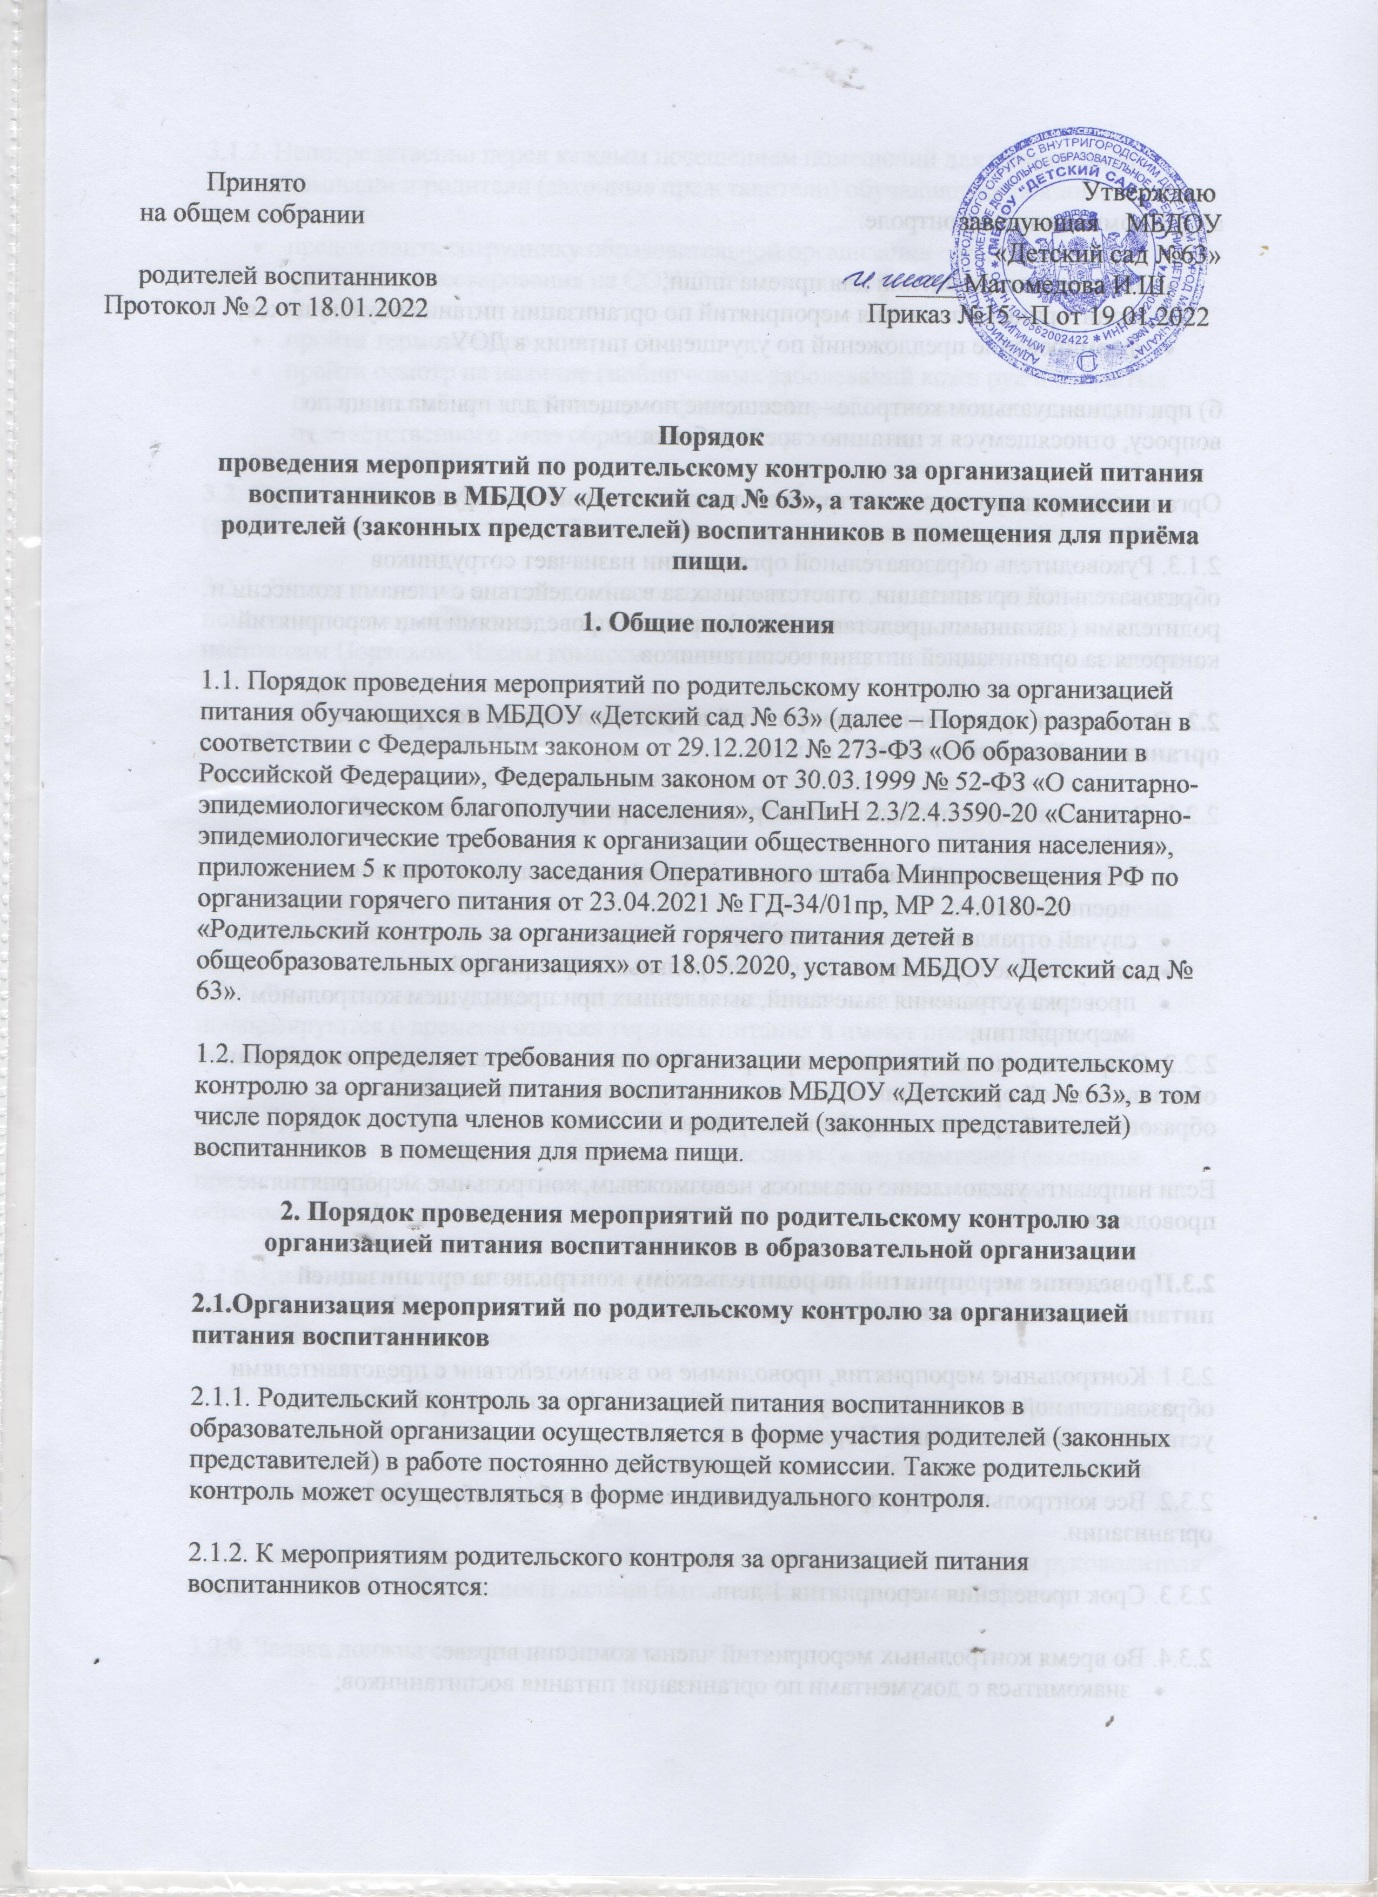 Принято
на общем собрании
родителей воспитанников
Протокол № 2 от 18.01.2022
Утверждаю
заведующая МБДОУ
«Детский сад №63»
Магомедова И.Ш.
Приказ №15 –П от 19.01.2022
Порядок
проведения мероприятий по родительскому контролю за организацией питания
воспитанников в МБДОУ «Детский сад № 63», а также доступа комиссии и
родителей (законных представителей) воспитанников в помещения для приёма
пищи.
1. Общие положения
1.1. Порядок проведения мероприятий по родительскому контролю за организацией
питания обучающихся в МБДОУ «Детский сад № 63» (далее – Порядок) разработан в
соответствии с Федеральным законом от 29.12.2012 № 273-ФЗ «Об образовании в
Российской Федерации», Федеральным законом от 30.03.1999 № 52-ФЗ «О санитарно-
эпидемиологическом благополучии населения», СанПиН 2.3/2.4.3590-20 «Санитарно-
эпидемиологические требования к организации общественного питания населения»,
приложением 5 к протоколу заседания Оперативного штаба Минпросвещения РФ по
организации горячего питания от 23.04.2021 № ГД-34/01пр, МР 2.4.0180-20
«Родительский контроль за организацией горячего питания детей в
общеобразовательных организациях» от 18.05.2020, уставом МБДОУ «Детский сад №
63».
1.2. Порядок определяет требования по организации мероприятий по родительскому
контролю за организацией питания воспитанников МБДОУ «Детский сад № 63», в том
числе порядок доступа членов комиссии и родителей (законных представителей)
воспитанников в помещения для приема пищи.
2. Порядок проведения мероприятий по родительскому контролю за
организацией питания воспитанников в образовательной организации
2.1.Организация мероприятий по родительскому контролю за организацией
питания воспитанников
2.1.1. Родительский контроль за организацией питания воспитанников в
образовательной организации осуществляется в форме участия родителей (законных
представителей) в работе постоянно действующей комиссии. Также родительский
контроль может осуществляться в форме индивидуального контроля.
2.1.2. К мероприятиям родительского контроля за организацией питания
воспитанников относятся: